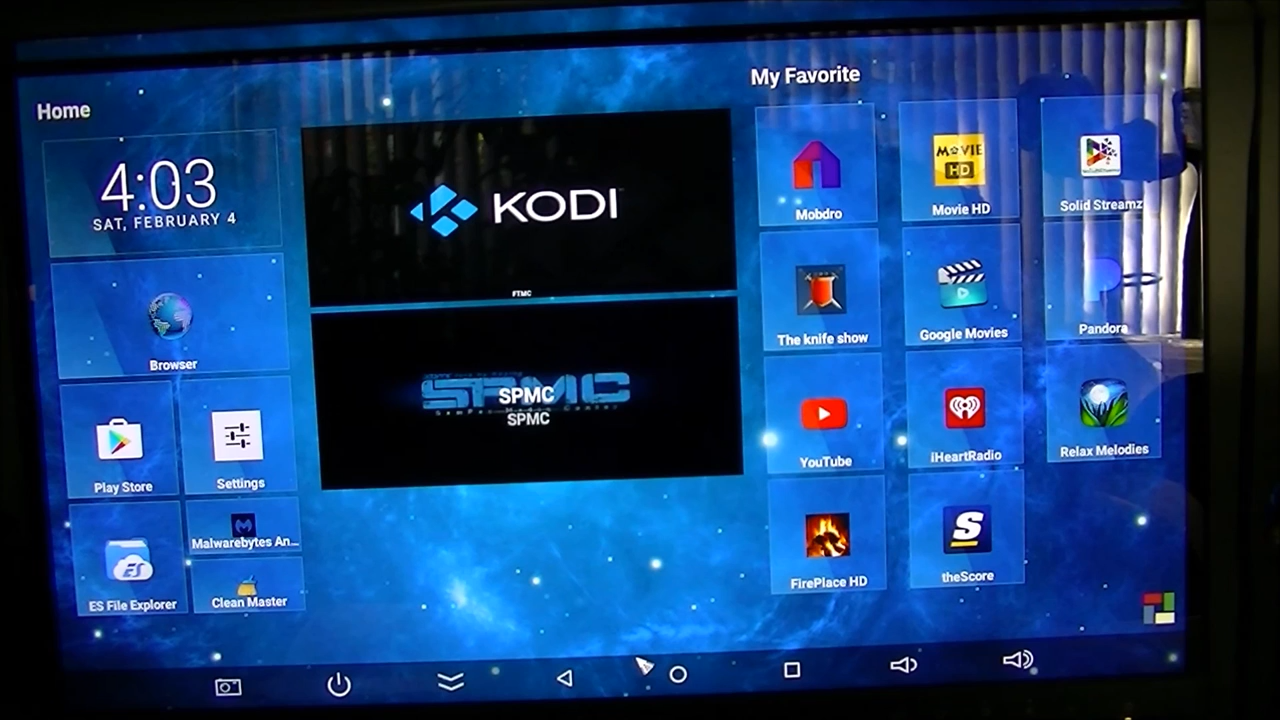 Home
4:03
SAT, FEBRUARY 4
Browser
Play Store
Settings
ES
ES File Explorer
Malwarebytes An...
Clean Master
KODI
FTMC
SPMC
SPMC
SPMC
My Favorite
Mobdro
MOVIE
HD
Movie HD
Solid Streamz
The knife show
Google Movies
Pandora
YouTube
iHeartRadio
Relax Melodies
FirePlace HD
S
theScore